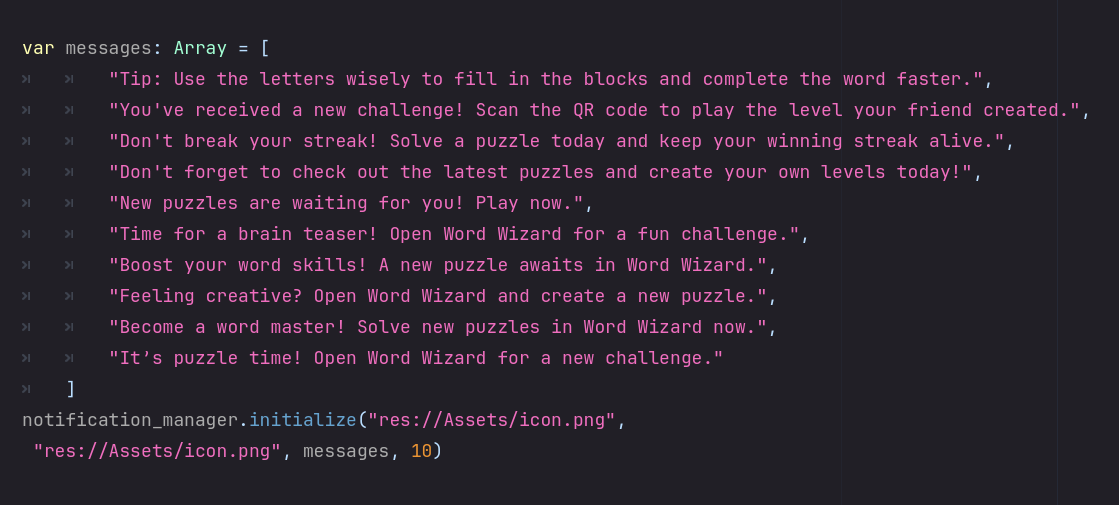 var messages: Array = [
"Tip: Use the letters wisely to fill in the blocks and complete the word faster.",
"You've received a new challenge! Scan the QR code to play the level your friend created.",
"Don't break your streak! Solve a puzzle today and keep your winning streak alive.",
"Don't forget to check out the latest puzzles and create your own levels today!",
"New puzzles are waiting for you! Play now.",
"Time for a brain teaser! Open Word Wizard for a fun challenge.",
"Boost your word skills! A new puzzle awaits in Word Wizard.",
"Feeling creative? Open Word Wizard and create a new puzzle.",
"Become a word master! Solve new puzzles in Word Wizard now.",
"It’s puzzle time! Open Word Wizard for a new challenge."
]
notification_manager.initialize("res://Assets/icon.png",
"res://Assets/icon.png", messages, 10)